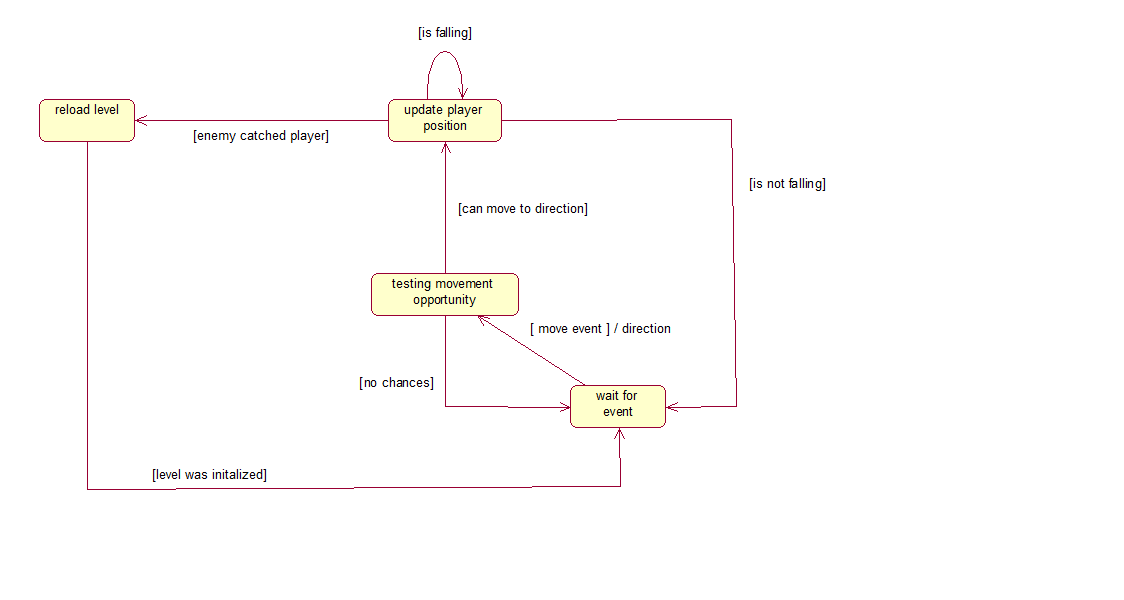 [is falling]
reload level
update player
position
[enemy catched player]
[is not falling]
[can move to direction]
testing movement
opportunity
[ move event ] / direction
[no chances]
wait for
event
[level was initalized]